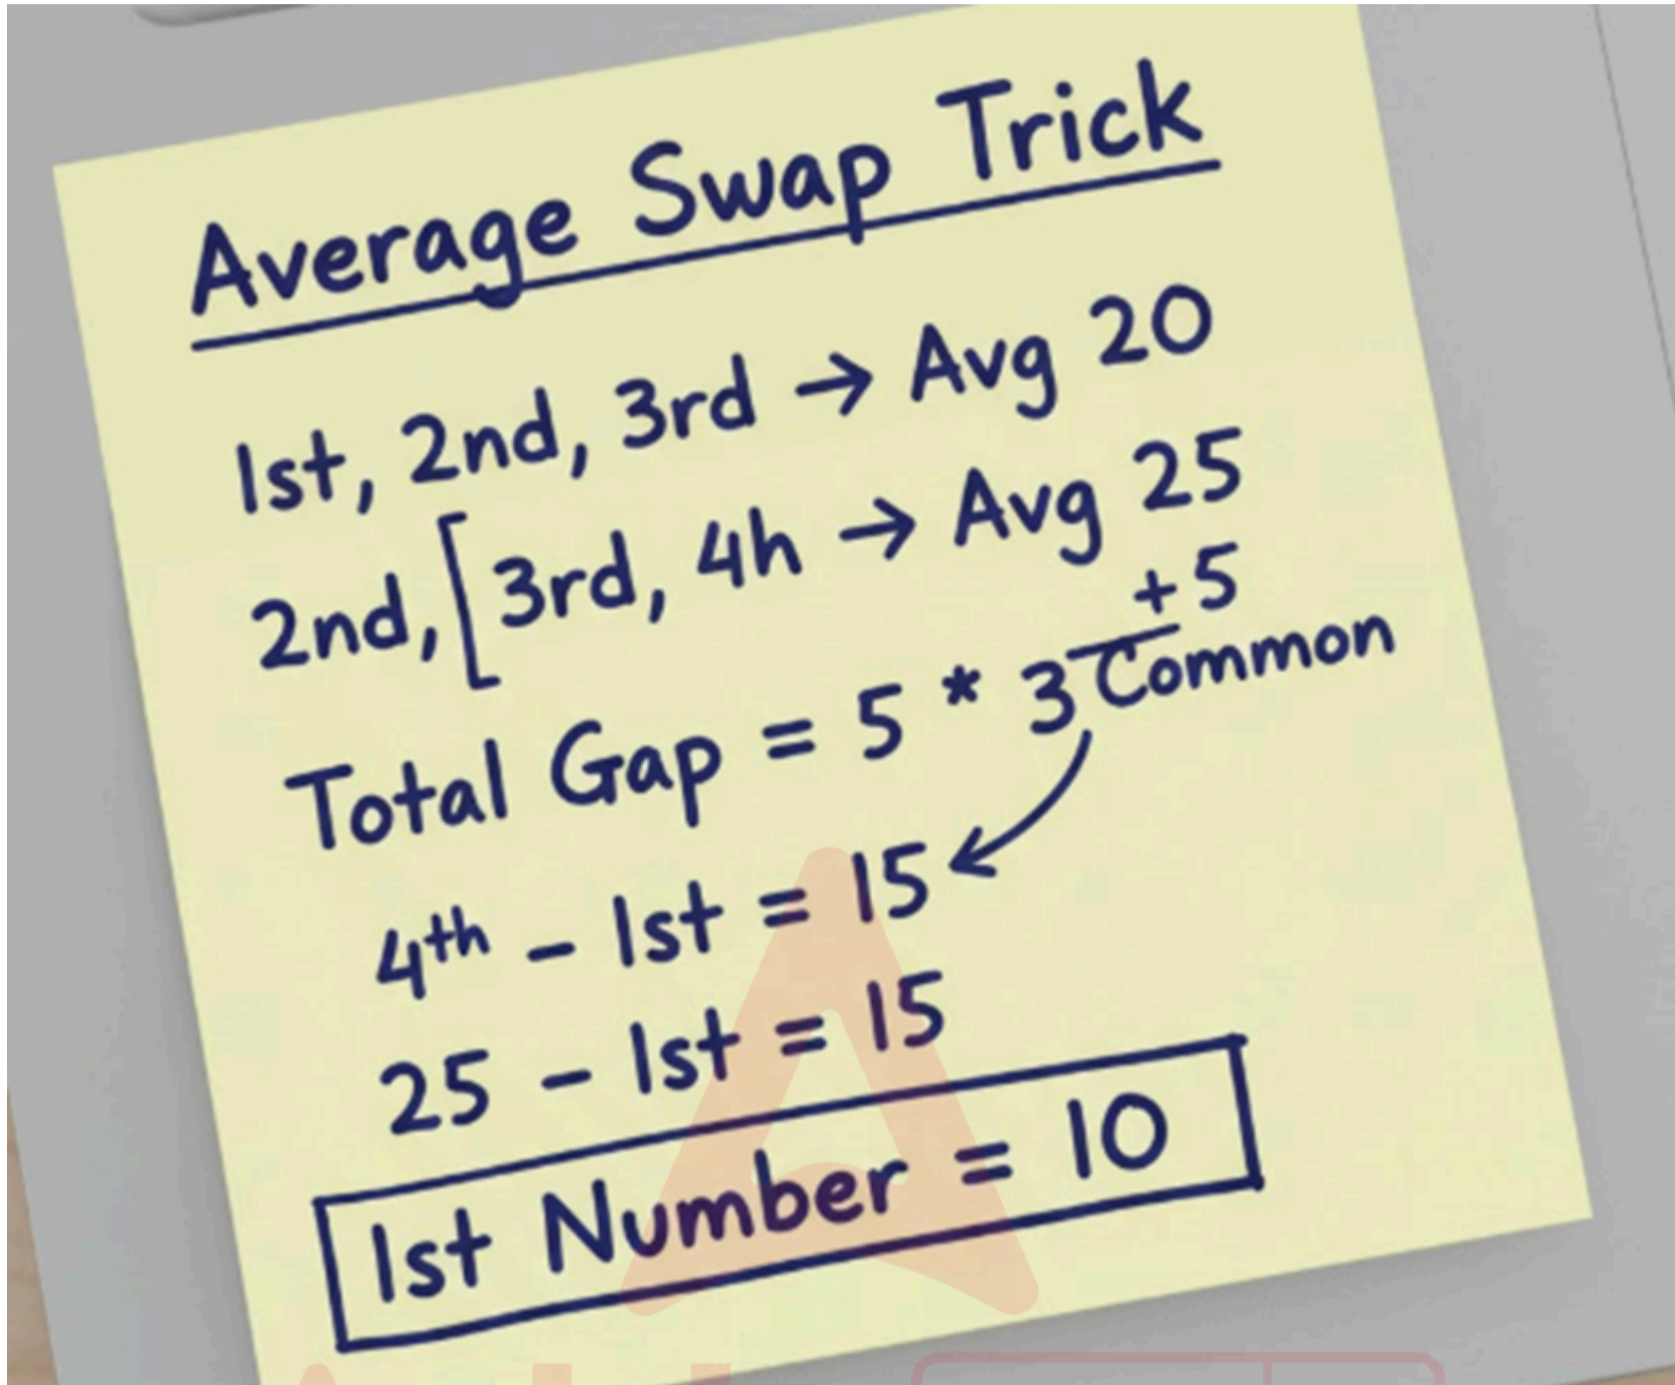 Average Swap Trick
1st, 2nd, 3rd → Avg 20
2nd, [3rd, 4h → Avg 25
+5
Total Gap = 5 * 3 Common
4th - 1st = 15
25 - 1st = 15
1st Number = 10